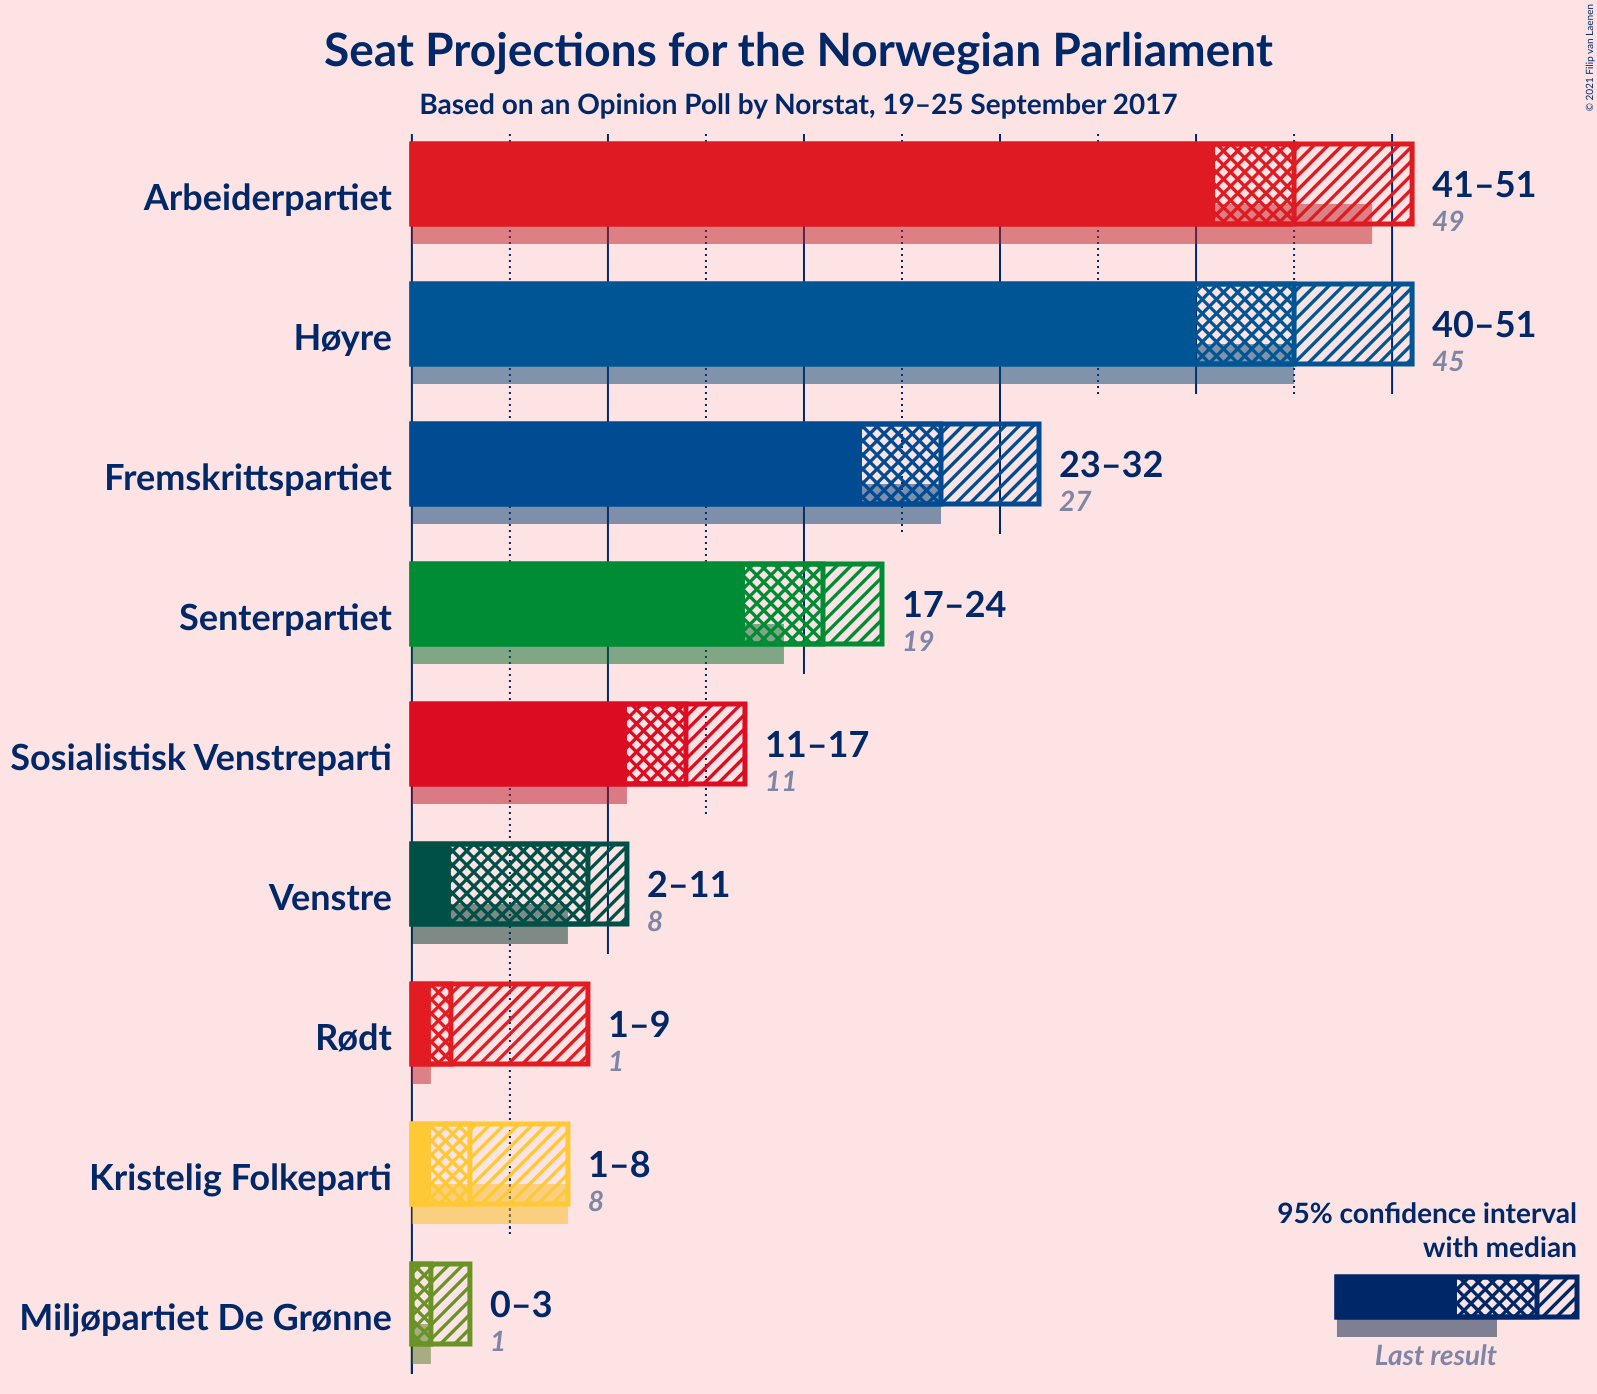 Seat Projections for the Norwegian Parliament
Based on an Opinion Poll by Norstat, 19–25 September 2017
© 2021 Filip van Laenen
Arbeiderpartiet
41–51
49
Høyre
40–51
45
Fremskrittspartiet
23–32
27
Senterpartiet
17–24
19
Sosialistisk Venstreparti
11–17
11
Venstre
2–11
8
Rødt
1–9
1
Kristelig Folkeparti
1–8
8
Miljøpartiet De Grønne
0–3
1
95% confidence interval
with median
Last result